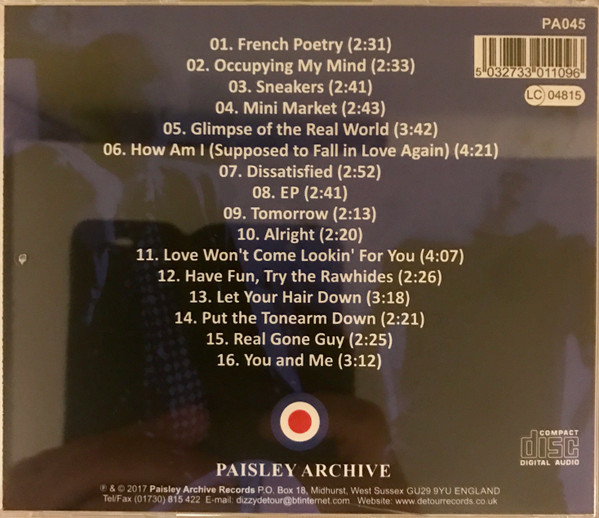 PA045
5 032733 011096
LC 04815
01. French Poetry (2:31)
02. Occupying My Mind (2:33)
03. Sneakers (2:41)
04. Mini Market (2:43)
05. Glimpse of the Real World (3:42)
06. How Am I (Supposed to Fall in Love Again) (4:21)
07. Dissatisfied (2:52)
08. EP (2:41)
09. Tomorrow (2:13)
10. Alright (2:20)
11. Love Won't Come Lookin' For You (4:07)
12. Have Fun, Try the Rawhides (2:26)
13. Let Your Hair Down (3:18)
14. Put the Tonearm Down (2:21)
15. Real Gone Guy (2:25)
16. You and Me (3:12)
COMPACT
disc
DIGITAL AUDIO
PAISLEY ARCHIVE
℗ & © 2017 Paisley Archive Records P.O. Box 18, Midhurst, West Sussex GU29 9YU ENGLAND
Tel/Fax (01730) 815 422 E-mail: dizzydetour@btinternet.com Website: www.detourrecords.co.uk